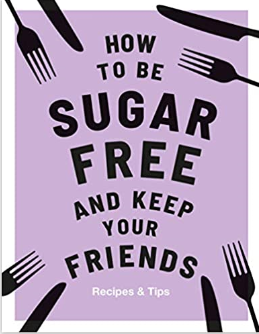 HOW
TO BE
SUGAR
FREE
AND KEEP
YOUR
FRIENDS
Recipes & Tips